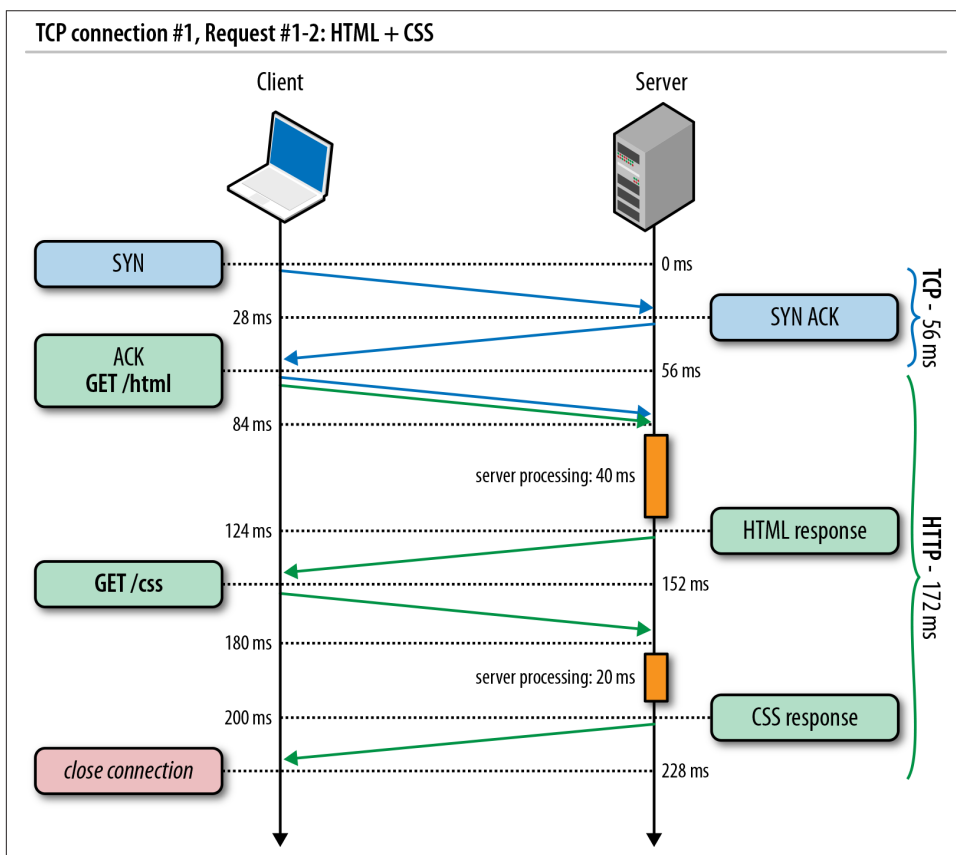 TCP connection #1, Request #1-2: HTML + CSS
Client
Server
SYN
0 ms
28 ms
SYN ACK
TCP - 56 ms
ACK
GET /html
56 ms
84 ms
server processing: 40 ms
124 ms
HTML response
HTTP - 172 ms
GET /css
152 ms
180 ms
server processing: 20 ms
200 ms
CSS response
close connection
228 ms